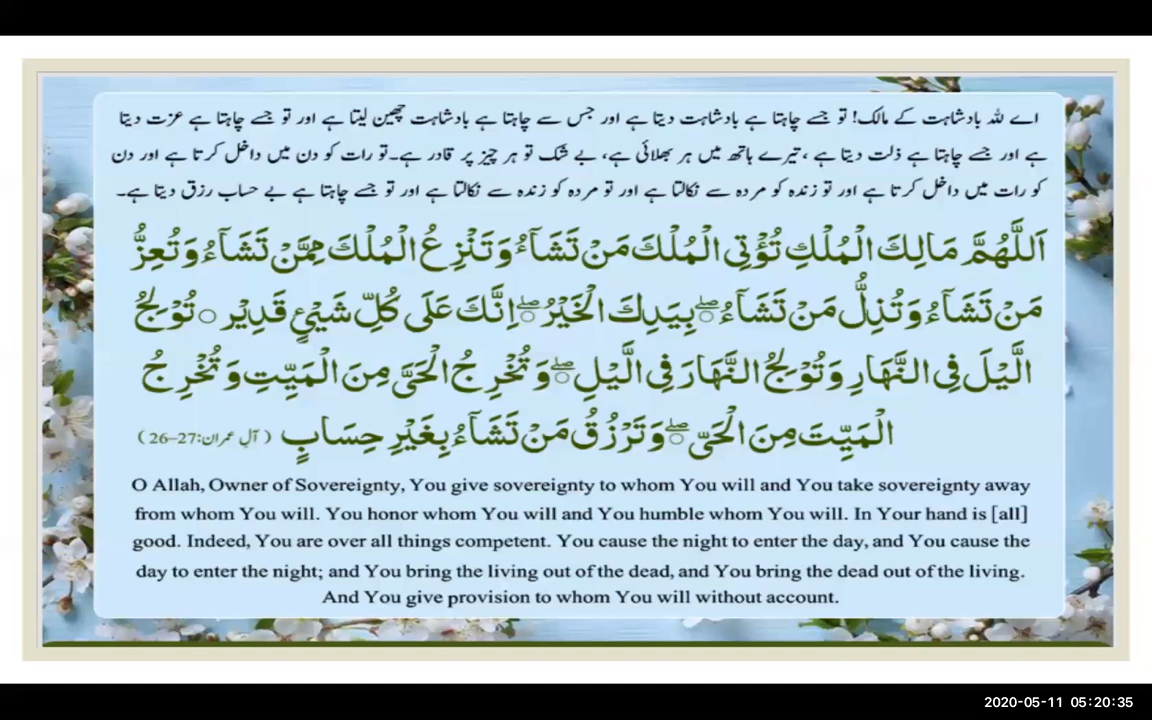 اے للہ بادشاہت کے مالک! تو جسے چاہتا ہے بادشاہت دیتا ہے اور جس سے چاہتا ہے بادشاہت چھین لیتا ہے اور تو جسے چاہتا ہے عزت دیتا
ہے اور جسے چاہتا ہے ذلت دیتا ہے ،تیرے ہاتھ میں ہر بھلائی ہے، بے شک تو ہر چیز پر قادر ہے۔تو رات کو دن میں داخل کرتا ہے اور دن
کو رات میں داخل کرتا ہے اور تو زندہ کو مردہ سے نکالتا ہے اور تو مردہ کو زندہ سے نکالتا ہے اور تو جسے چاہتا ہے بے حساب رزق دیتا ہے۔
اَللَّهُمَّ مَالِكَ الْمُلْكِ تُؤْتِى الْمُلْكَ مَنْ تَشَآءُ وَتَنْزِعُ الْمُلْكَ مِمَّنْ تَشَآءُ وَتُعِزُّ
مَنْ تَشَآءُ وَتُذِلُّ مَنْ تَشَآءُ ۖ بِيَدِكَ الْخَيْرُ ۖ اِنَّكَ عَلَى كُلِّ شَيْئٍ قَدِيْر ○ تُوْلِجُ
الَّيْلَ فِى النَّهَارِ وَتُوْلِجُ النَّهَارَ فِى الَّيْلِ ۖ وَتُخْرِجُ الْحَىَّ مِنَ الْمَيِّتِ وَتُخْرِجُ
الْمَيِّتَ مِنَ الْحَىِّ ۖ وَتَرْزُقُ مَنْ تَشَآءُ بِغَيْرِ حِسَابٍ (آلِ عمران:27-26)
O Allah, Owner of Sovereignty, You give sovereignty to whom You will and You take sovereignty away
from whom You will. You honor whom You will and You humble whom You will. In Your hand is [all]
good. Indeed, You are over all things competent. You cause the night to enter the day, and You cause the
day to enter the night; and You bring the living out of the dead, and You bring the dead out of the living.
And You give provision to whom You will without account.
2020-05-11 05:20:35